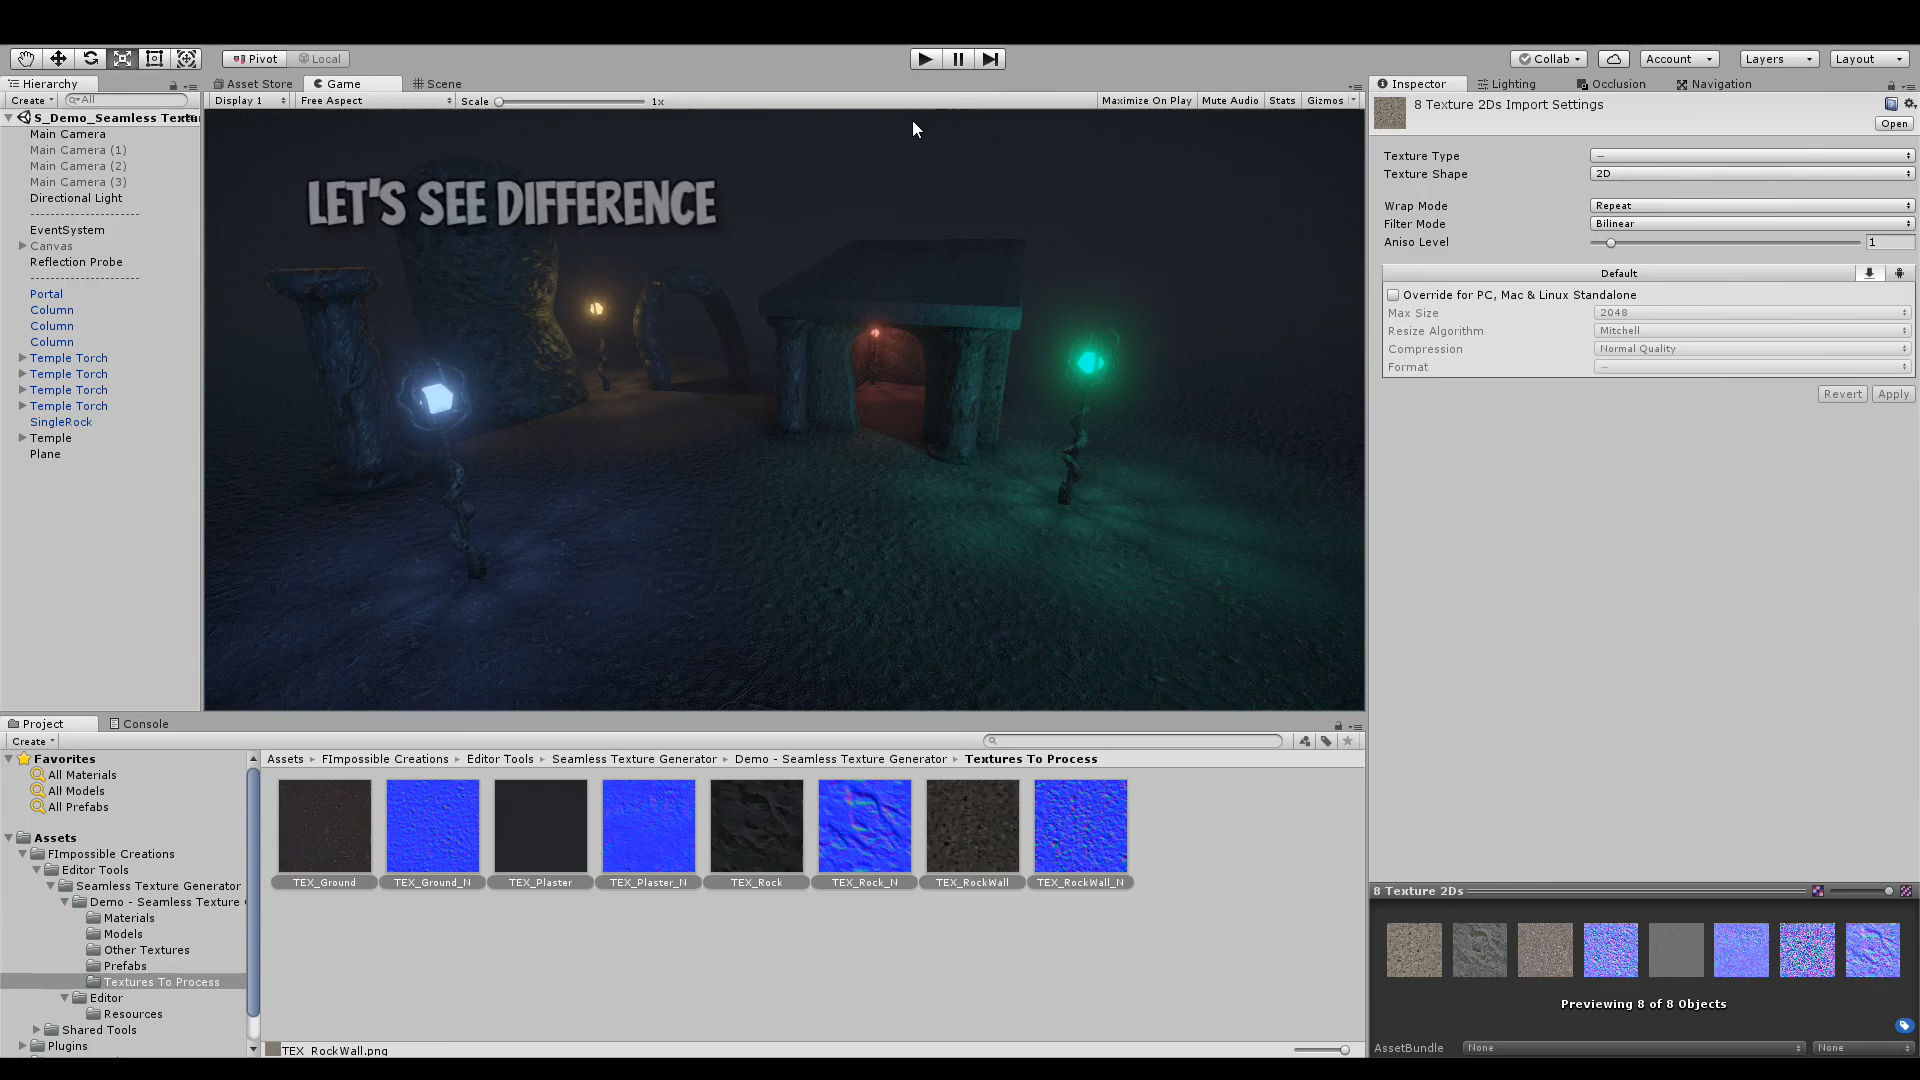 Pivot
Local
Collab
Account
Layers
Layout
Hierarchy
Asset Store
Game
Scene
Inspector
Lighting
Occlusion
Navigation
Create
All
Display 1
Free Aspect
Scale
1x
Maximize On Play
Mute Audio
Stats
Gizmos
8 Texture 2Ds Import Settings
Open
S_Demo_Seamless Textu
Main Camera
Main Camera (1)
Main Camera (2)
Main Camera (3)
Directional Light
---------------------
EventSystem
Canvas
Reflection Probe
---------------------
Portal
Column
Column
Column
Temple Torch
Temple Torch
Temple Torch
Temple Torch
SingleRock
Temple
Plane
LET'S SEE DIFFERENCE
Texture Type
—
Texture Shape
2D
Wrap Mode
Repeat
Filter Mode
Bilinear
Aniso Level
1
Default
Override for PC, Mac & Linux Standalone
Max Size
2048
Resize Algorithm
Mitchell
Compression
Normal Quality
Format
—
Revert
Apply
Project
Console
Create
Favorites
All Materials
All Models
All Prefabs
Assets
FImpossible Creations
Editor Tools
Seamless Texture Generator
Demo - Seamless Texture
Materials
Models
Other Textures
Prefabs
Textures To Process
Editor
Resources
Shared Tools
Plugins
Assets
FImpossible Creations
Editor Tools
Seamless Texture Generator
Demo - Seamless Texture Generator
Textures To Process
TEX_Ground
TEX_Ground_N
TEX_Plaster
TEX_Plaster_N
TEX_Rock
TEX_Rock_N
TEX_RockWall
TEX_RockWall_N
TEX_RockWall.png
8 Texture 2Ds
Previewing 8 of 8 Objects
AssetBundle
None
None